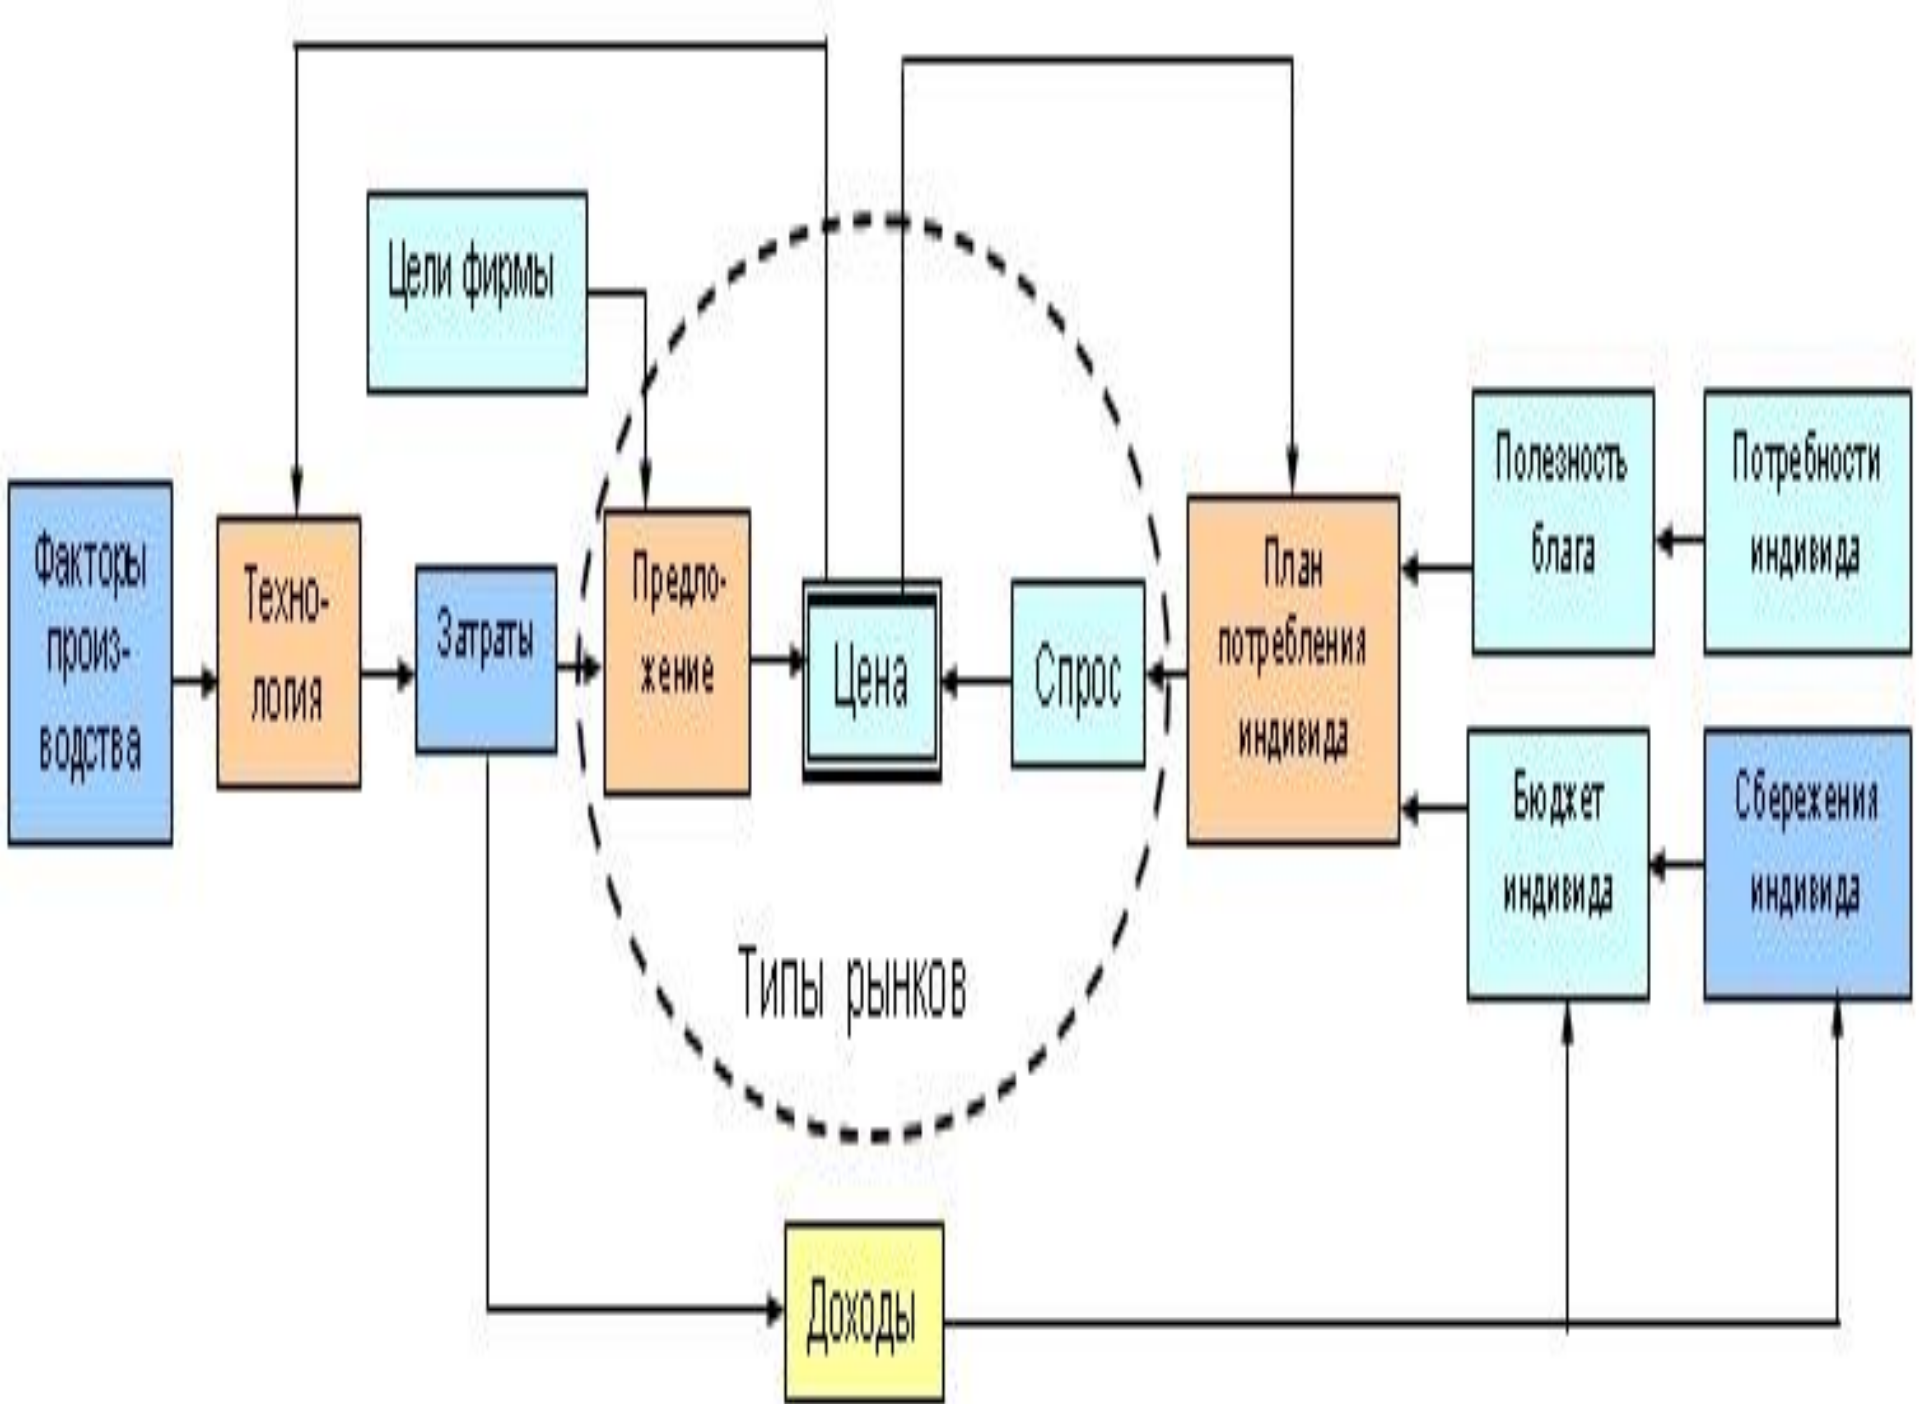 Цели фирмы
Факторы
произ-
водства
Техно-
логия
Затраты
Предло-
жение
Цена
Спрос
План
потребления
индивида
Полезность
блага
Потребности
индивида
Бюджет
индивида
Сбережения
индивида
Типы рынков
Доходы